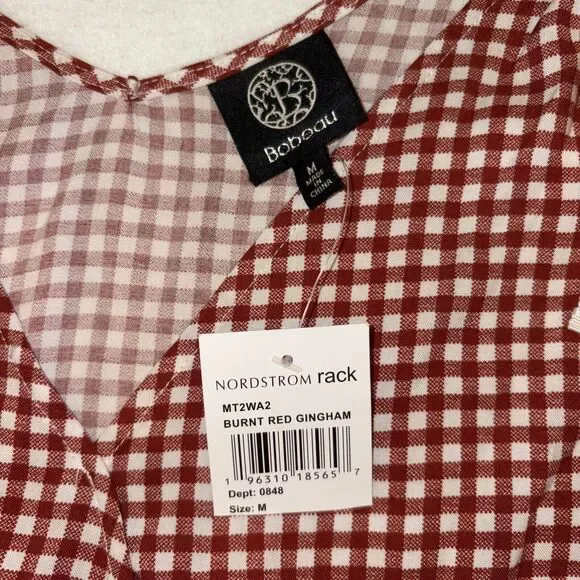 B
Bobeau
M
MADE
IN
CHINA
NORDSTROM rack
MT2WA2
BURNT RED GINGHAM
1 96310 18565 7
Dept: 0848
Size: M